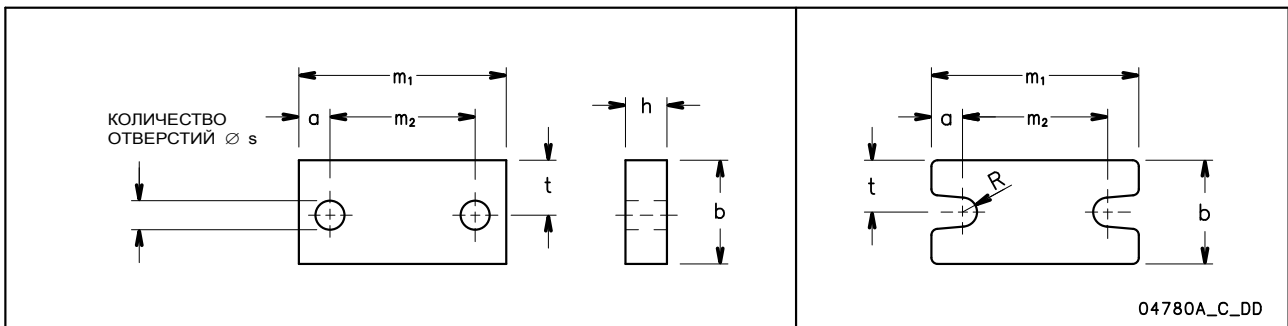 КОЛИЧЕСТВО
ОТВЕРСТИЙ ∅ s
m₁
a
m₂
t
h
b
m₁
a
m₂
t
R
b
04780A_C_DD